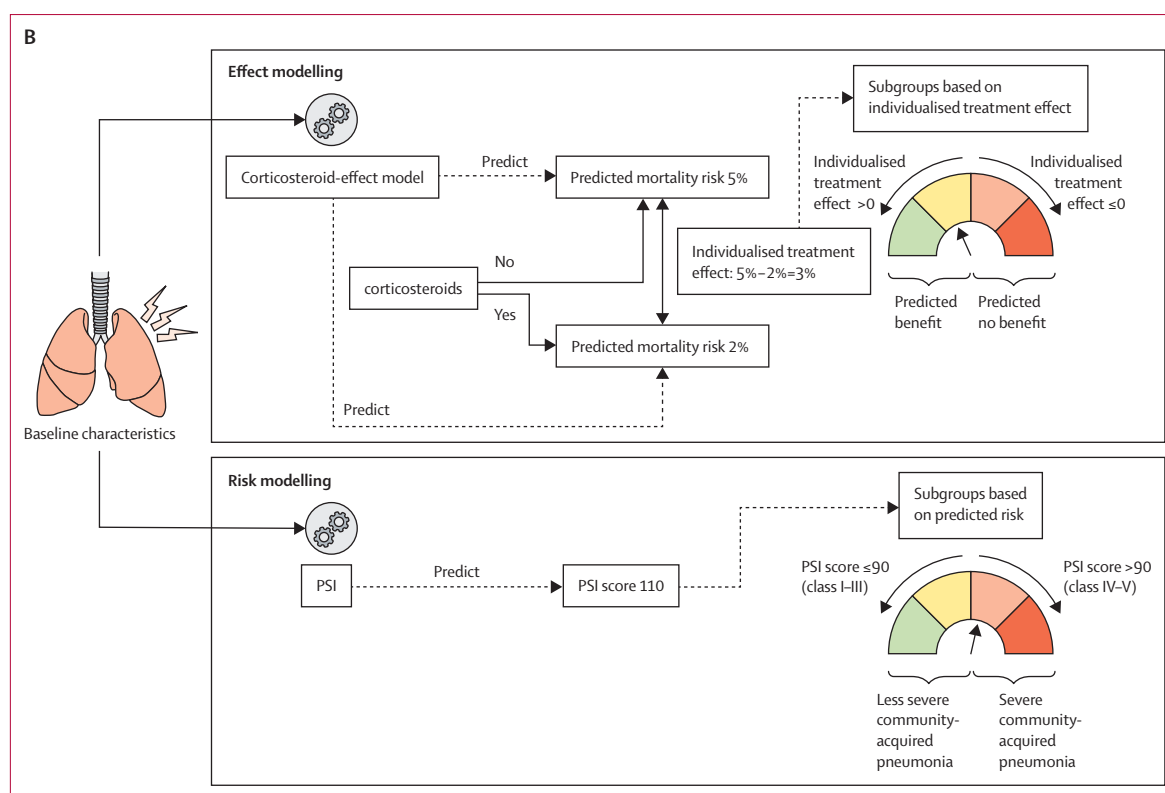 B
Effect modelling
Corticosteroid-effect model
Predict
Predicted mortality risk 5%
Subgroups based on
individualised treatment effect
Individualised
treatment
effect >0
Individualised
treatment
effect ≤0
No
corticosteroids
Yes
Individualised treatment
effect: 5%–2%=3%
Predicted
benefit
Predicted
no benefit
Predicted mortality risk 2%
Predict
Baseline characteristics
Risk modelling
PSI
Predict
PSI score 110
Subgroups based
on predicted risk
PSI score ≤90
(class I–III)
PSI score >90
(class IV–V)
Less severe
community-
acquired
pneumonia
Severe
community-
acquired
pneumonia